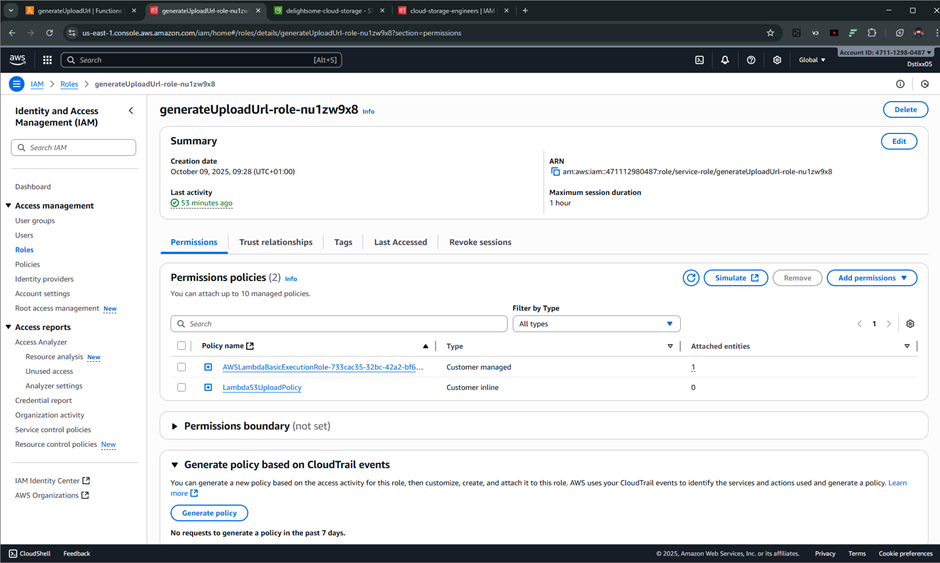 generateUploadUrl | Functions
generateUploadUrl-role-nu1zw
delightsome-cloud-storage - S3
cloud-storage-engineers | IAM
us-east-1.console.aws.amazon.com/iam/home#/roles/details/generateUploadUrl-role-nu1zw9x8?section=permissions
aws
Search [Alt+S]
Global
Account ID: 4711-1298-0487
Dstixx05
IAM > Roles > generateUploadUrl-role-nu1zw9x8
Identity and Access Management (IAM)
Search IAM
Dashboard
Access management
User groups
Users
Roles
Policies
Identity providers
Account settings
Root access management New
Access reports
Access Analyzer
Resource analysis New
Unused access
Analyzer settings
Credential report
Organization activity
Service control policies
Resource control policies New
IAM Identity Center
AWS Organizations
generateUploadUrl-role-nu1zw9x8 Info
Delete
Summary
Edit
Creation date
October 09, 2025, 09:28 (UTC+01:00)
ARN
arn:aws:iam::471112980487:role/service-role/generateUploadUrl-role-nu1zw9x8
Last activity
53 minutes ago
Maximum session duration
1 hour
Permissions
Trust relationships
Tags
Last Accessed
Revoke sessions
Permissions policies (2) Info
Simulate
Remove
Add permissions
You can attach up to 10 managed policies.
Filter by Type
Search
All types
1
Policy name
Type
Attached entities
AWSLambdaBasicExecutionRole-733cac35-32bc-42a2-bf6...
Customer managed
1
LambdaS3UploadPolicy
Customer inline
0
Permissions boundary (not set)
Generate policy based on CloudTrail events
You can generate a new policy based on the access activity for this role, then customize, create, and attach it to this role. AWS uses your CloudTrail events to identify the services and actions used and generate a policy. Learn
more
Generate policy
No requests to generate a policy in the past 7 days.
CloudShell
Feedback
© 2025, Amazon Web Services, Inc. or its affiliates.
Privacy
Terms
Cookie preferences